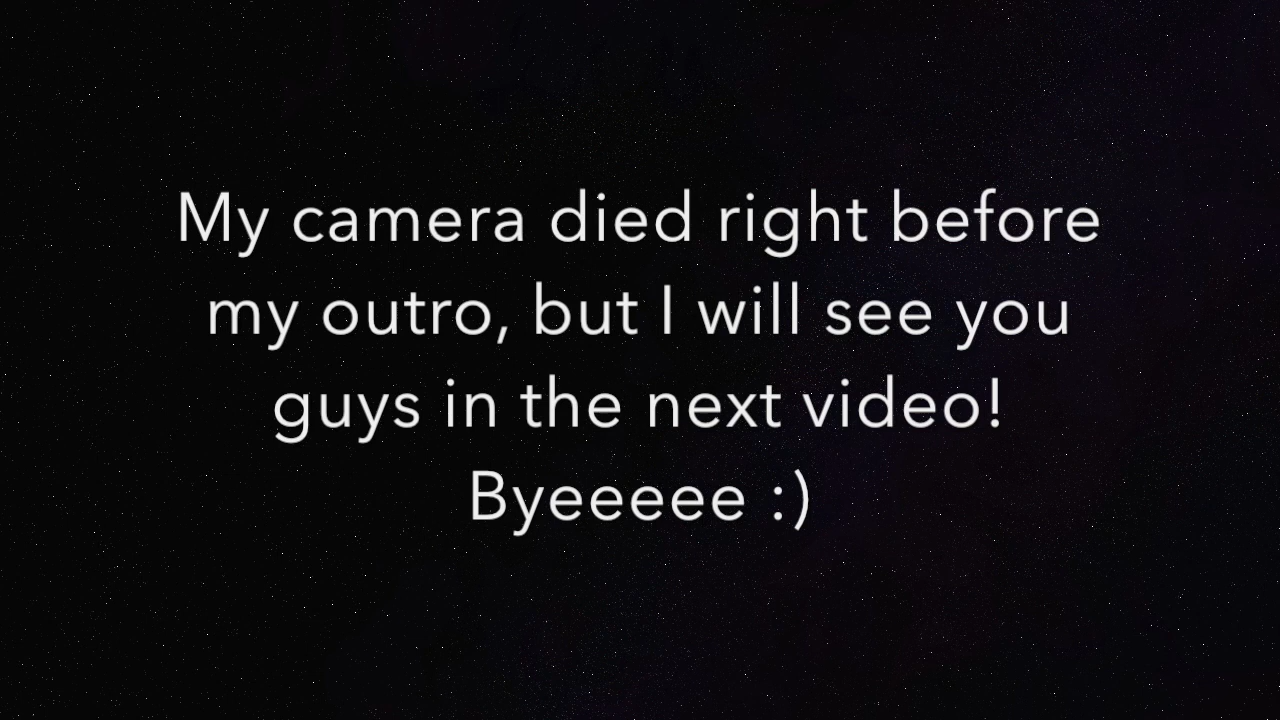 My camera died right before
my outro, but I will see you
guys in the next video!
Byeeeee :)